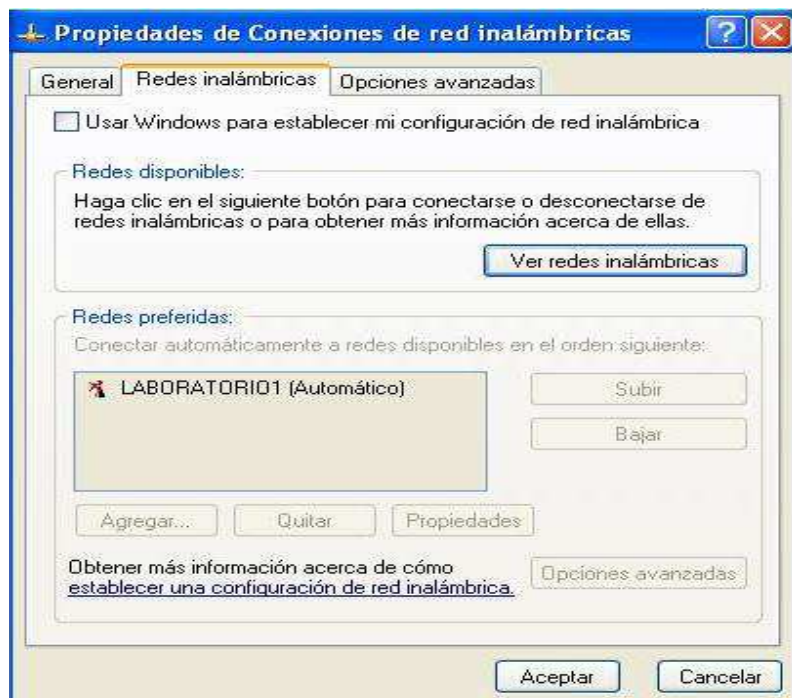 Propiedades de Conexiones de red inalámbricas
General Redes inalámbricas Opciones avanzadas
Usar Windows para establecer mi configuración de red inalámbrica
Redes disponibles:
Haga clic en el siguiente botón para conectarse o desconectarse de
redes inalámbricas o para obtener más información acerca de ellas.
Ver redes inalámbricas
Redes preferidas:
Conectar automáticamente a redes disponibles en el orden siguiente:
LABORATORIO1 (Automático)
Subir
Bajar
Agregar... Quitar Propiedades
Obtener más información acerca de cómo
establecer una configuración de red inalámbrica.
Opciones avanzadas
Aceptar Cancelar